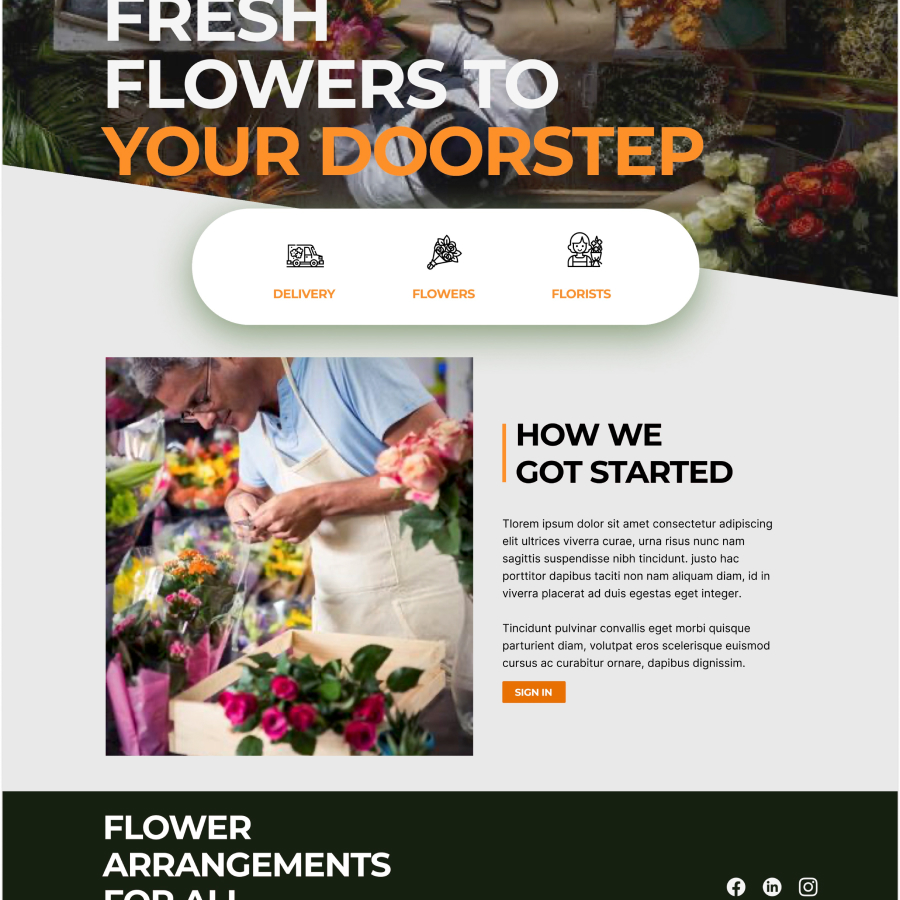 FRESH
FLOWERS TO
YOUR DOORSTEP
DELIVERY
FLOWERS
FLORISTS
HOW WE
GOT STARTED
Tlorem ipsum dolor sit amet consectetur adipiscing
elit ultrices viverra curae, urna risus nunc nam
sagittis suspendisse nibh tincidunt. justo hac
porttitor dapibus taciti non nam aliquam diam, id in
viverra placerat ad duis egestas eget integer.
Tincidunt pulvinar convallis eget morbi quisque
parturient diam, volutpat eros scelerisque euismod
cursus ac curabitur ornare, dapibus dignissim.
SIGN IN
FLOWER
ARRANGEMENTS
FOR ALL